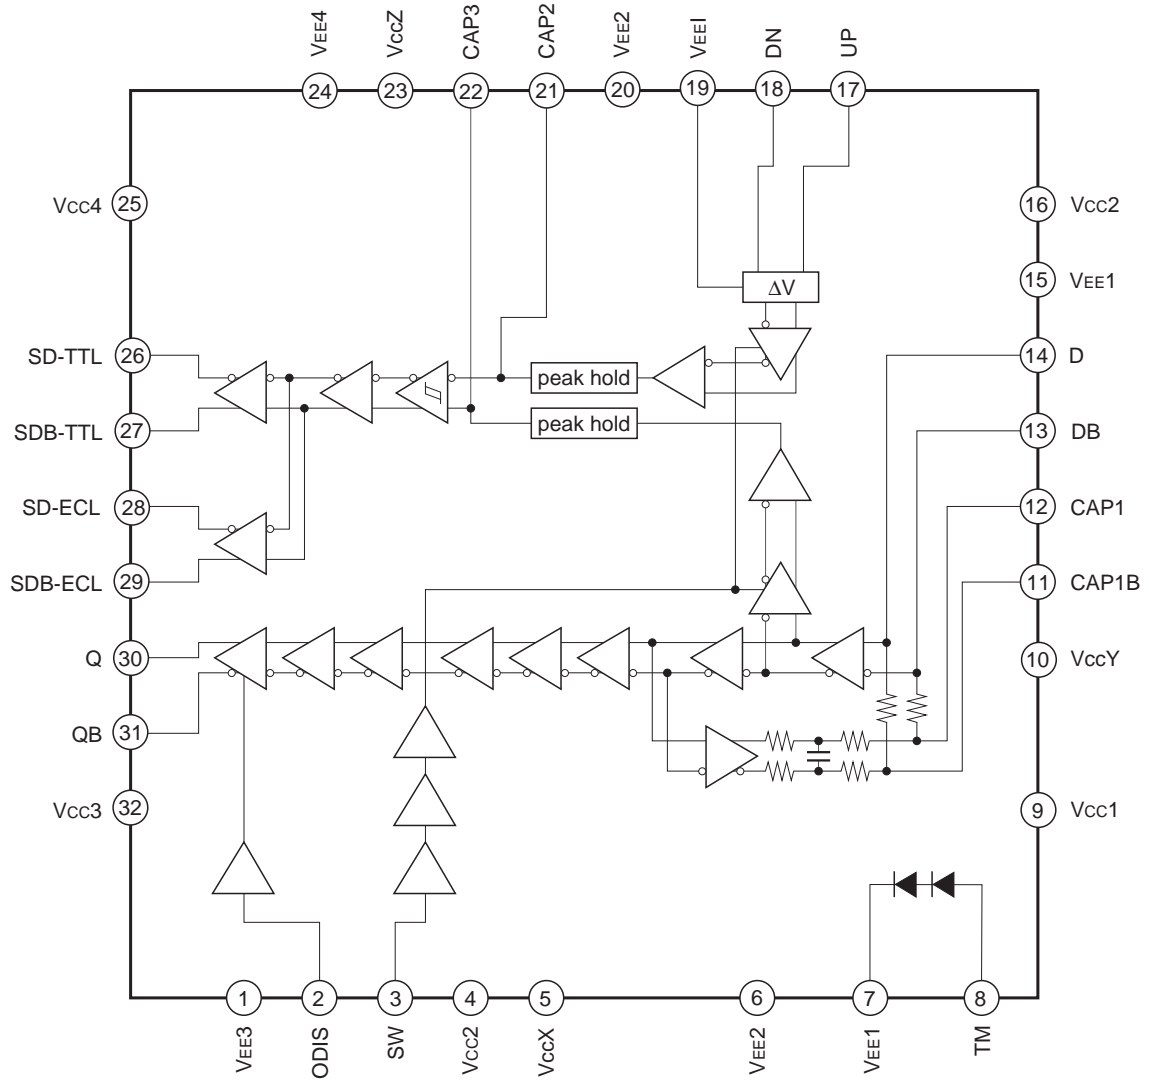 VEE4
VccZ
CAP3
CAP2
VEE2
VEEI
DN
UP
24
23
22
21
20
19
18
17
VCC4
25
16
VCC2
15
VEE1
ΔV
SD-TTL
26
peak hold
14
D
SDB-TTL
27
peak hold
13
DB
SD-ECL
28
12
CAP1
SDB-ECL
29
11
CAP1B
Q
30
10
VccY
QB
31
VCC3
32
9
VCC1
1
2
3
4
5
6
7
8
VEE3
ODIS
SW
VCC2
VccX
VEE2
VEE1
TM